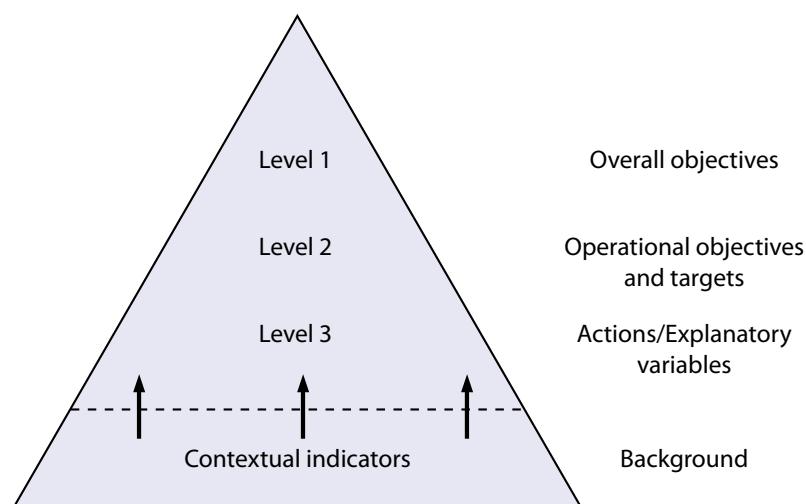 Level 1
Overall objectives
Level 2
Operational objectives
and targets
Level 3
Actions/Explanatory
variables
Contextual indicators
Background